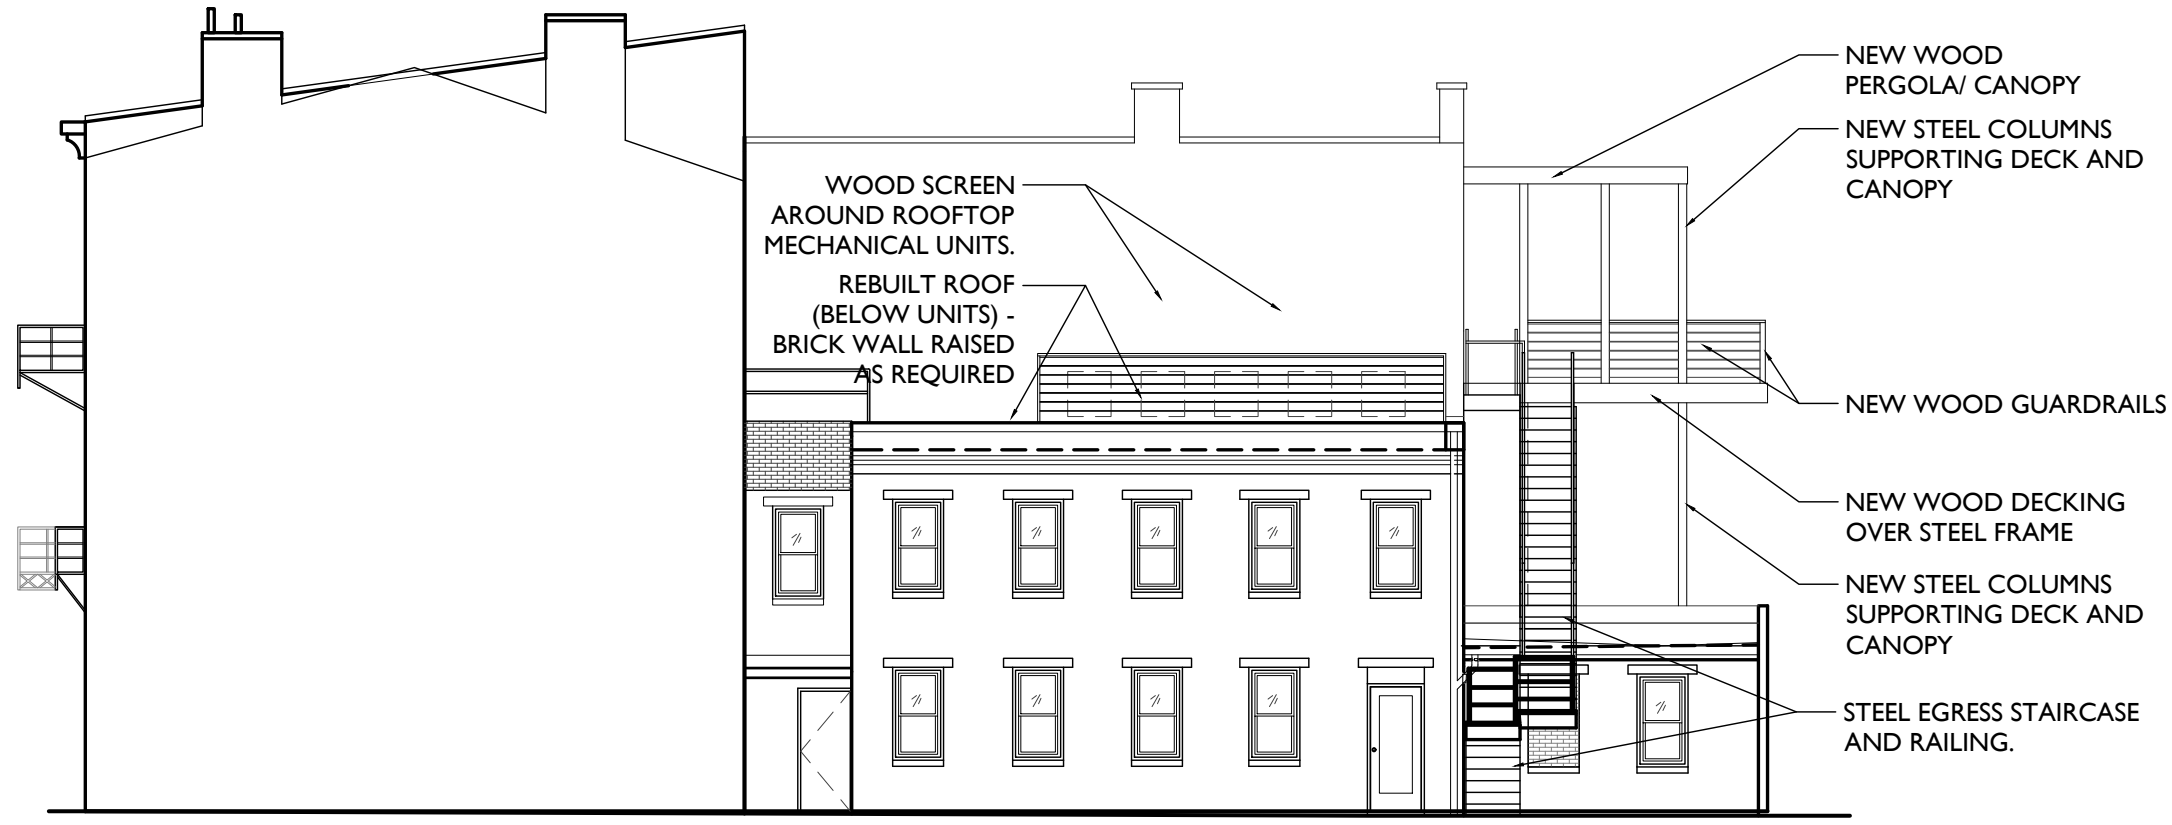 NEW WOOD
PERGOLA/ CANOPY
NEW STEEL COLUMNS
SUPPORTING DECK AND
CANOPY
WOOD SCREEN
AROUND ROOFTOP
MECHANICAL UNITS.
REBUILT ROOF
(BELOW UNITS) -
BRICK WALL RAISED
AS REQUIRED
NEW WOOD GUARDRAILS
NEW WOOD DECKING
OVER STEEL FRAME
NEW STEEL COLUMNS
SUPPORTING DECK AND
CANOPY
STEEL EGRESS STAIRCASE
AND RAILING.